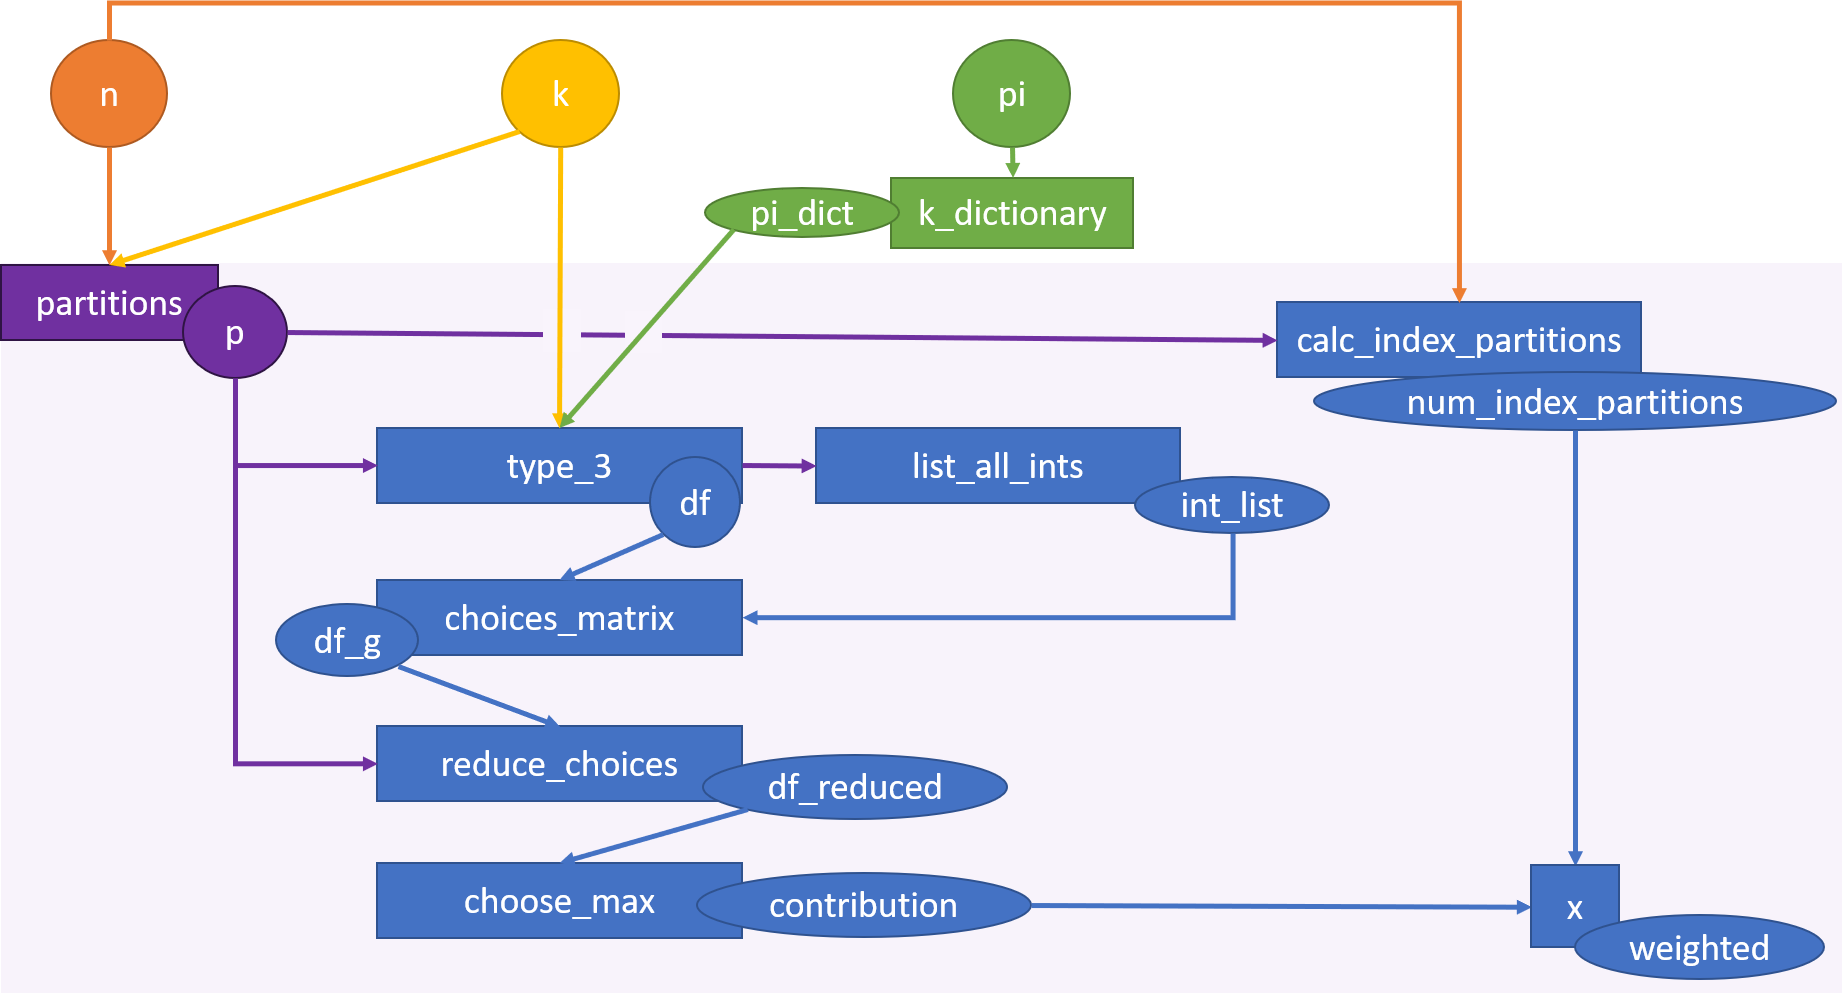 n
k
pi
pi_dict
k_dictionary
partitions
p
calc_index_partitions
num_index_partitions
type_3
df
list_all_ints
int_list
choices_matrix
df_g
reduce_choices
df_reduced
choose_max
contribution
x
weighted